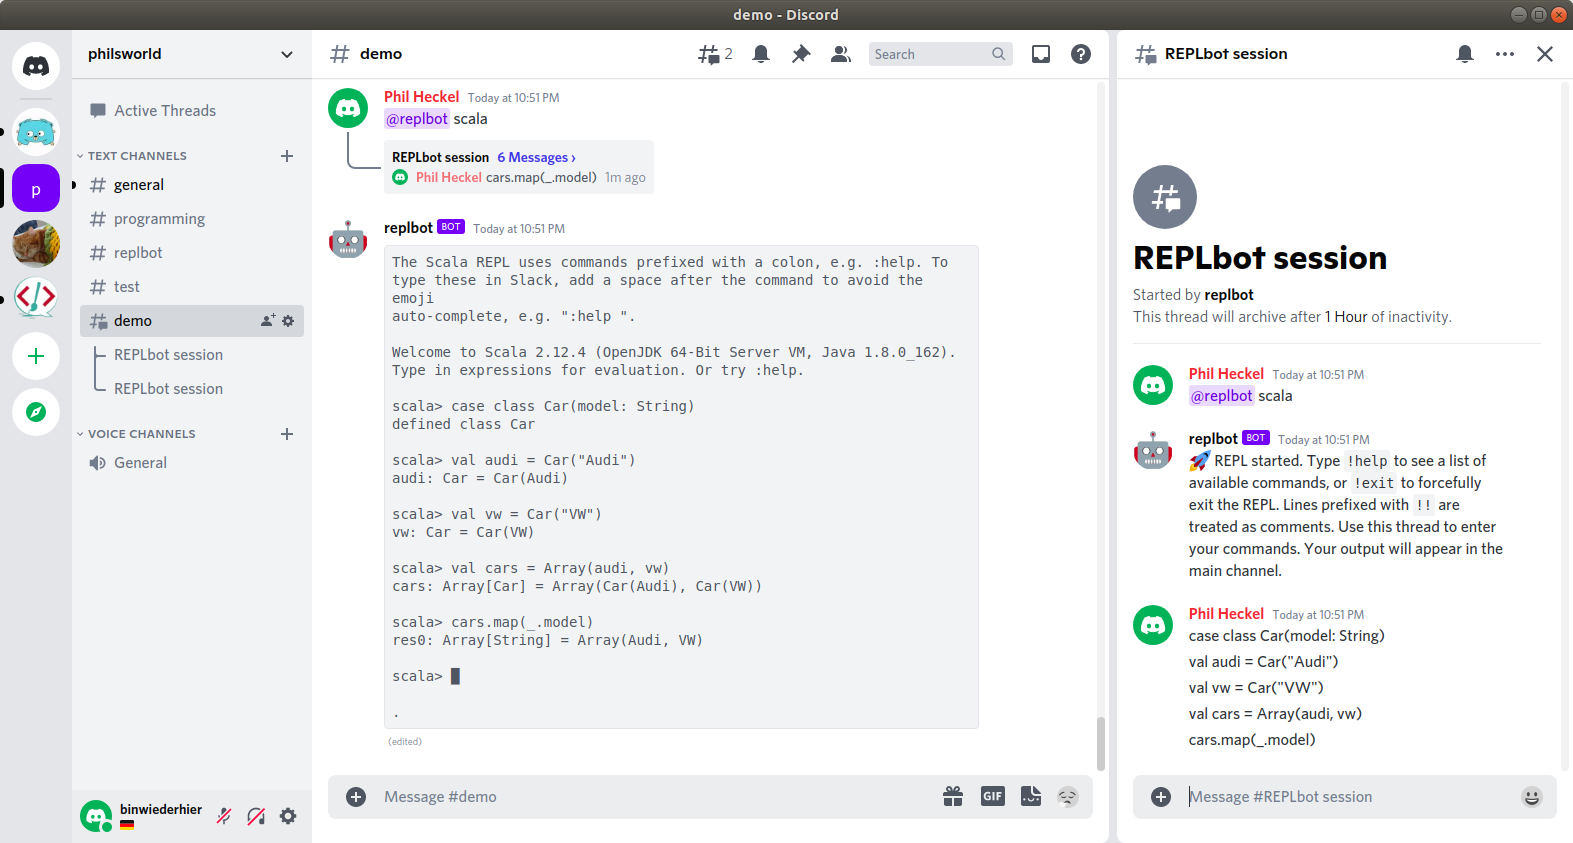 demo - Discord
philsworld
Active Threads
TEXT CHANNELS
general
programming
replbot
test
demo
REPLbot session
REPLbot session
VOICE CHANNELS
General
p
binwiederhier
demo
2
Search
Phil Heckel Today at 10:51 PM
@replbot scala
REPLbot session 6 Messages ›
Phil Heckel cars.map(_.model) 1m ago
replbot BOT Today at 10:51 PM
The Scala REPL uses commands prefixed with a colon, e.g. :help. To
type these in Slack, add a space after the command to avoid the
emoji
auto-complete, e.g. ":help ".
Welcome to Scala 2.12.4 (OpenJDK 64-Bit Server VM, Java 1.8.0_162).
Type in expressions for evaluation. Or try :help.
scala> case class Car(model: String)
defined class Car
scala> val audi = Car("Audi")
audi: Car = Car(Audi)
scala> val vw = Car("VW")
vw: Car = Car(VW)
scala> val cars = Array(audi, vw)
cars: Array[Car] = Array(Car(Audi), Car(VW))
scala> cars.map(_.model)
res0: Array[String] = Array(Audi, VW)
scala>
.
(edited)
Message #demo
GIF
REPLbot session
REPLbot session
Started by replbot
This thread will archive after 1 Hour of inactivity.
Phil Heckel Today at 10:51 PM
@replbot scala
replbot BOT Today at 10:51 PM
REPL started. Type !help to see a list of
available commands, or !exit to forcefully
exit the REPL. Lines prefixed with !! are
treated as comments. Use this thread to enter
your commands. Your output will appear in the
main channel.
Phil Heckel Today at 10:51 PM
case class Car(model: String)
val audi = Car("Audi")
val vw = Car("VW")
val cars = Array(audi, vw)
cars.map(_.model)
Message #REPLbot session